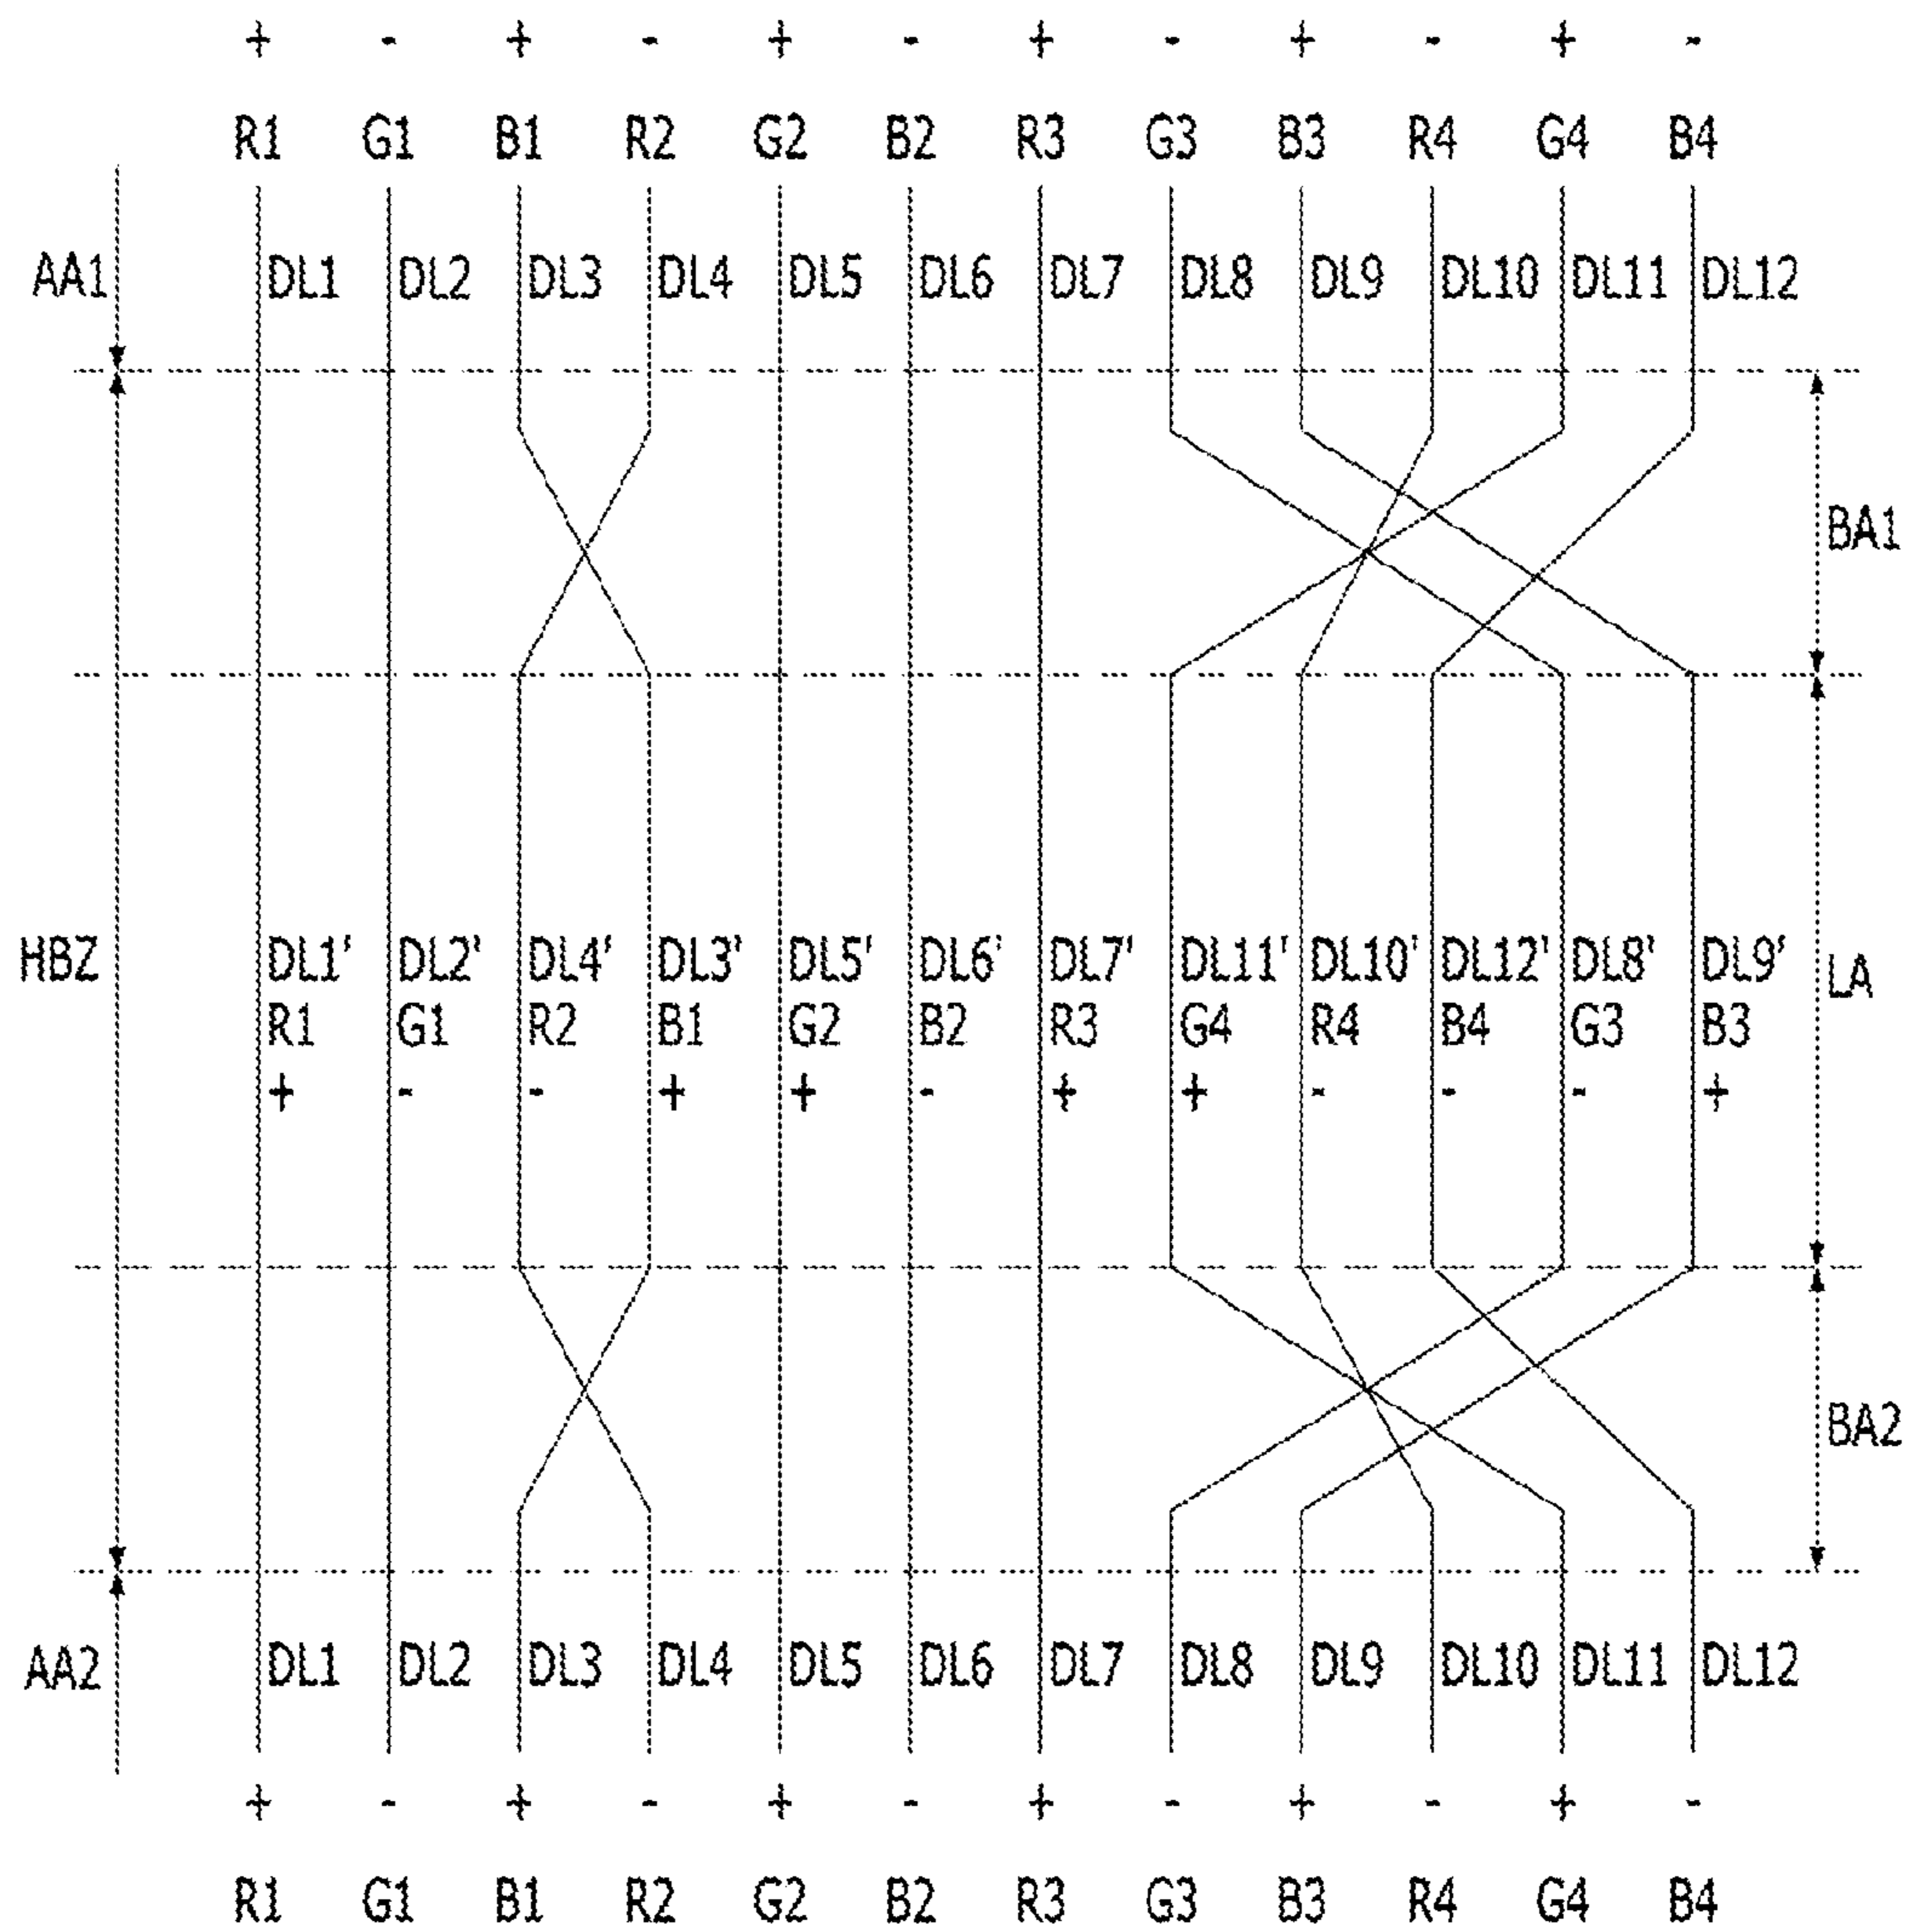 + - + - + - + - + - + -
R1 G1 B1 R2 G2 B2 R3 G3 B3 R4 G4 B4
AA1 DL1 DL2 DL3 DL4 DL5 DL6 DL7 DL8 DL9 DL10 DL11 DL12
BA1
HBZ DL1' DL2' DL4' DL3' DL5' DL6' DL7' DL11' DL10' DL12' DL8' DL9' LA
R1 G1 R2 B1 G2 B2 R3 G4 R4 B4 G3 B3
+ - - + + - + + - - - +
BA2
AA2 DL1 DL2 DL3 DL4 DL5 DL6 DL7 DL8 DL9 DL10 DL11 DL12
+ - + - + - + - + - + -
R1 G1 B1 R2 G2 B2 R3 G3 B3 R4 G4 B4